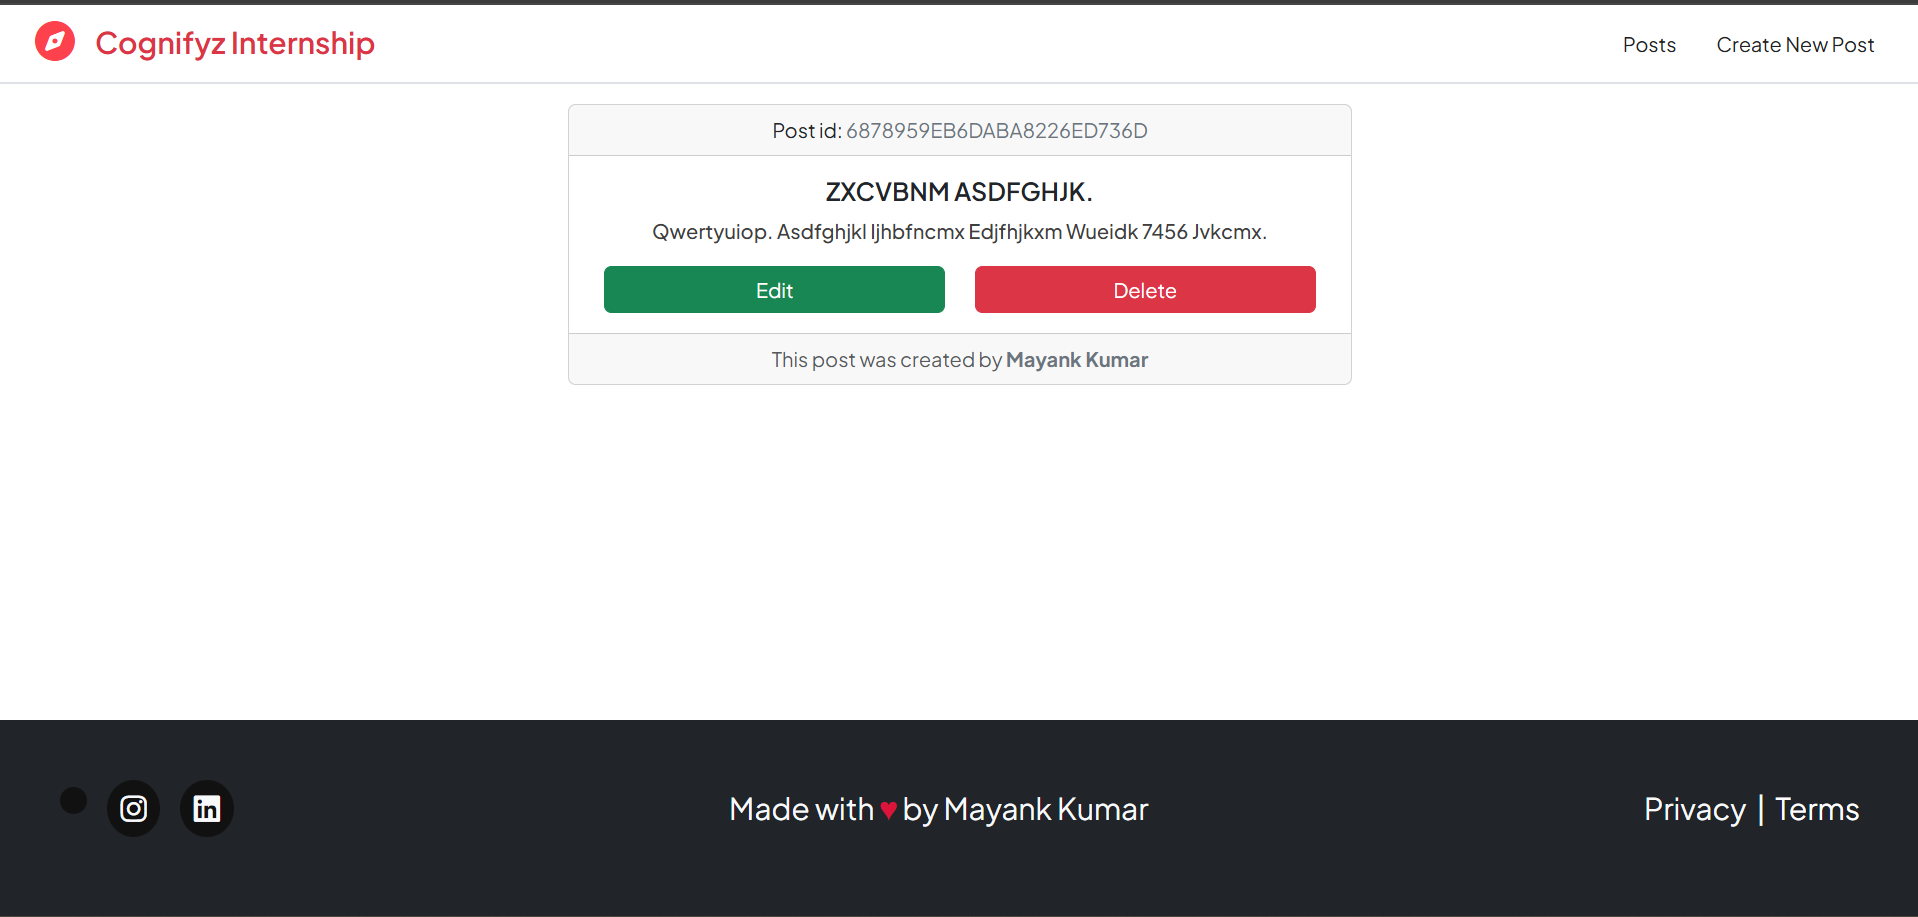 Cognifyz Internship
Posts
Create New Post
Post id: 6878959EB6DABA8226ED736D
ZXCVBNM ASDFGHJK.
Qwertyuiop. Asdfghjkl Ijhbfncmx Edjfhjkxm Wueidk 7456 Jvkcmx.
Edit
Delete
This post was created by Mayank Kumar
in
Made with ♥ by Mayank Kumar
Privacy | Terms